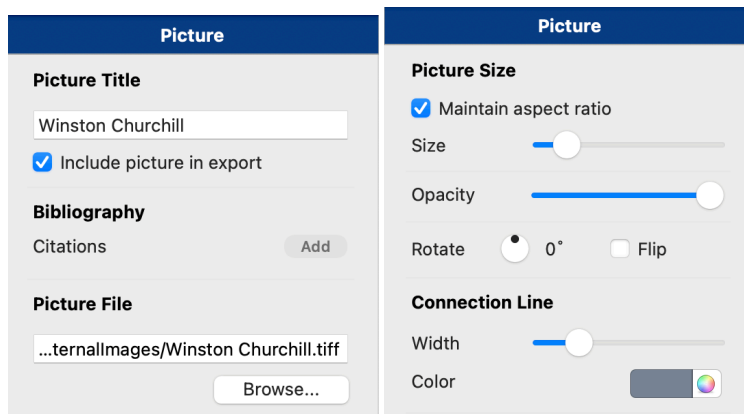 Picture
Picture Title
Winston Churchill
Include picture in export
Bibliography
Citations Add
Picture File
...ternalImages/Winston Churchill.tiff
Browse...
Picture
Picture Size
Maintain aspect ratio
Size
Opacity
Rotate 0° Flip
Connection Line
Width
Color